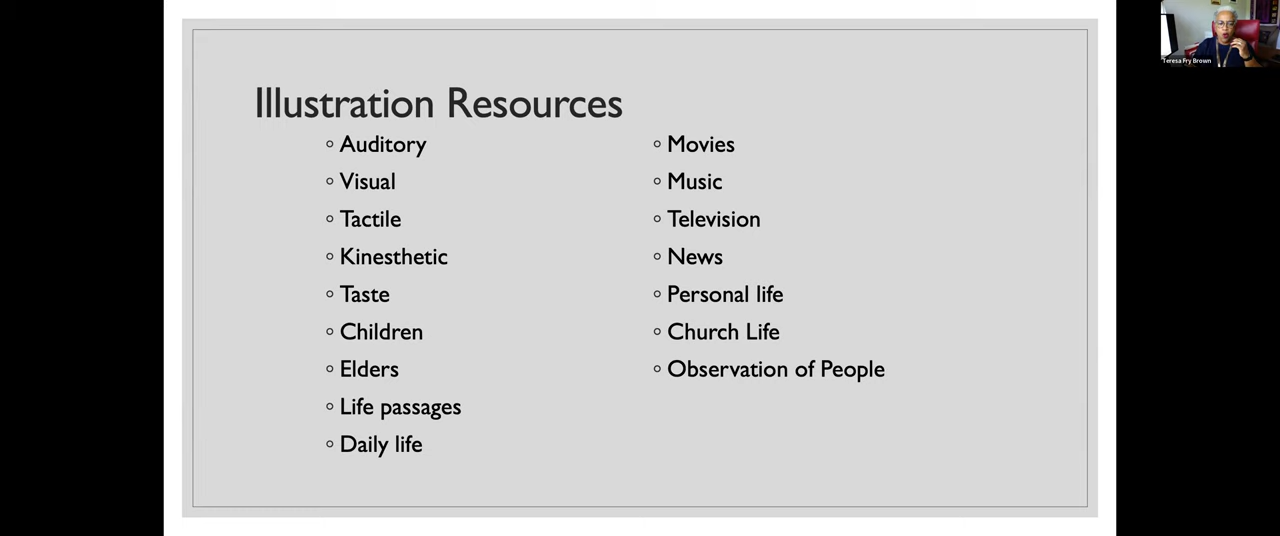 Illustration Resources
◦ Auditory
◦ Visual
◦ Tactile
◦ Kinesthetic
◦ Taste
◦ Children
◦ Elders
◦ Life passages
◦ Daily life
◦ Movies
◦ Music
◦ Television
◦ News
◦ Personal life
◦ Church Life
◦ Observation of People
Teresa Fry Brown